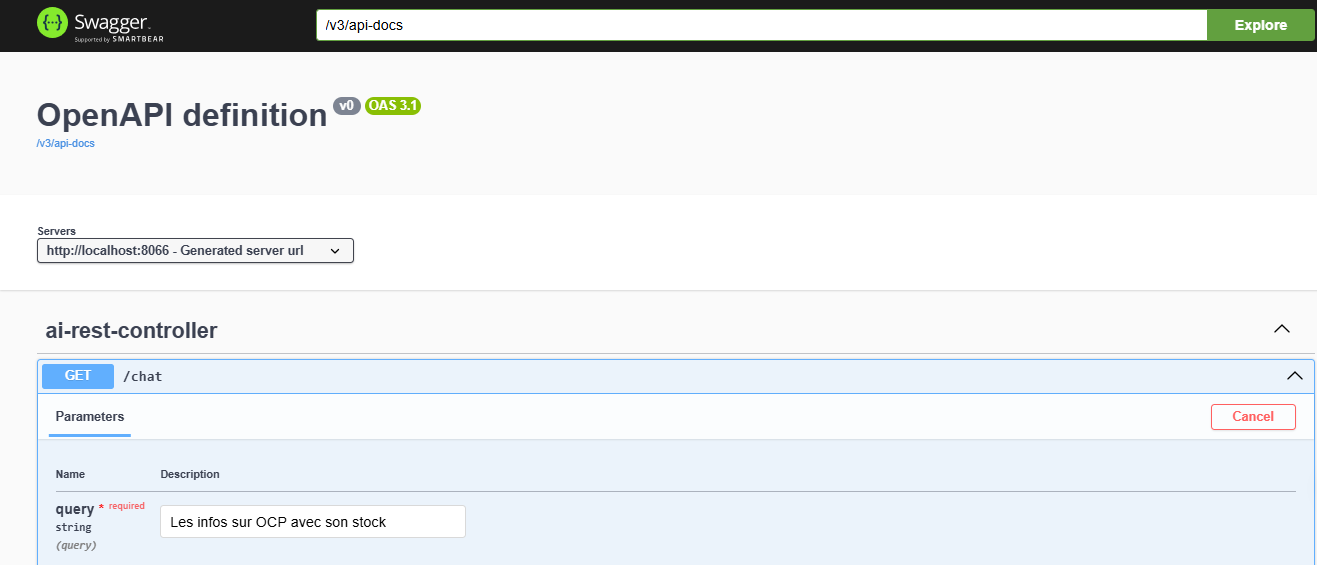 {···} Swagger.
Supported by SMARTBEAR
/v3/api-docs
Explore
OpenAPI definition v0 OAS 3.1
/v3/api-docs
Servers
http://localhost:8066 - Generated server url
ai-rest-controller
GET /chat
Parameters
Cancel
Name Description
query * required
string
(query)
Les infos sur OCP avec son stock